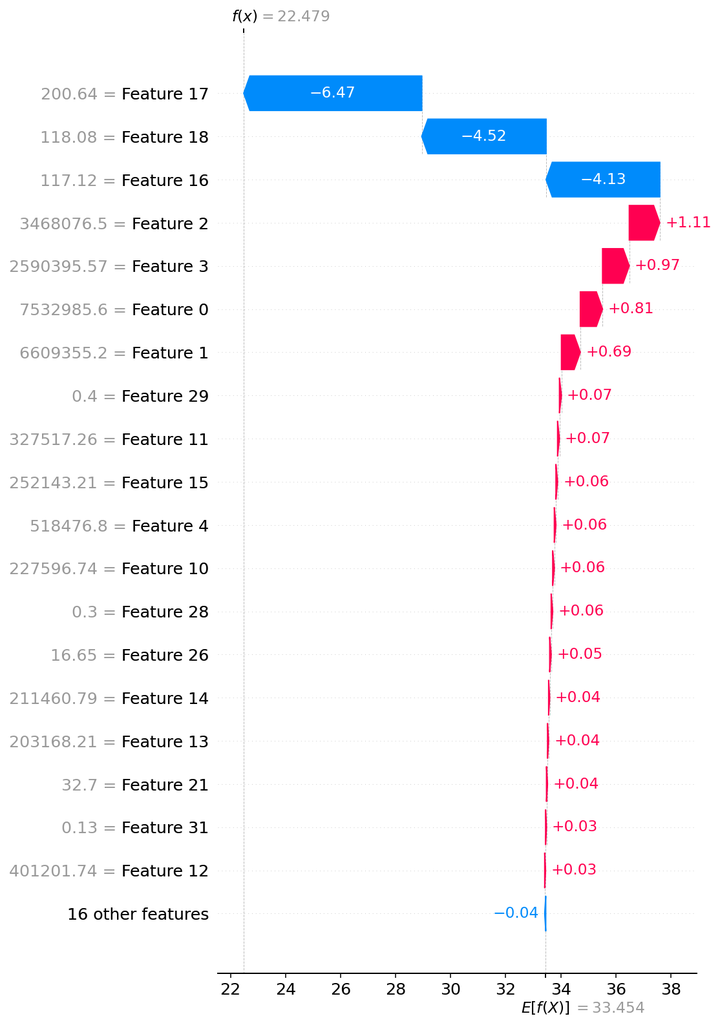 f(x) = 22.479
200.64 = Feature 17 −6.47
118.08 = Feature 18 −4.52
117.12 = Feature 16 −4.13
3468076.5 = Feature 2 +1.11
2590395.57 = Feature 3 +0.97
7532985.6 = Feature 0 +0.81
6609355.2 = Feature 1 +0.69
0.4 = Feature 29 +0.07
327517.26 = Feature 11 +0.07
252143.21 = Feature 15 +0.06
518476.8 = Feature 4 +0.06
227596.74 = Feature 10 +0.06
0.3 = Feature 28 +0.06
16.65 = Feature 26 +0.05
211460.79 = Feature 14 +0.04
203168.21 = Feature 13 +0.04
32.7 = Feature 21 +0.04
0.13 = Feature 31 +0.03
401201.74 = Feature 12 +0.03
16 other features −0.04
22 24 26 28 30 32 34 36 38
E[f(X)] = 33.454